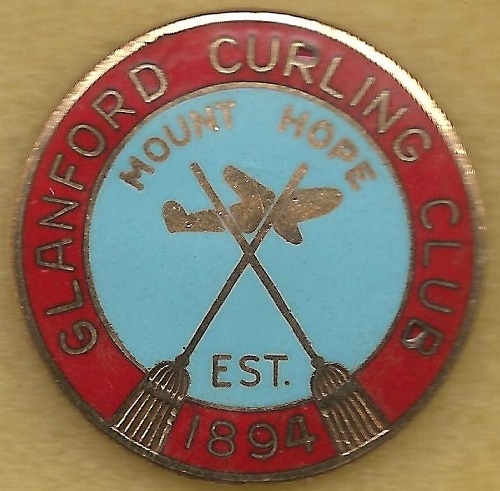 GLANFORD CURLING CLUB
MOUNT HOPE
EST.
1894